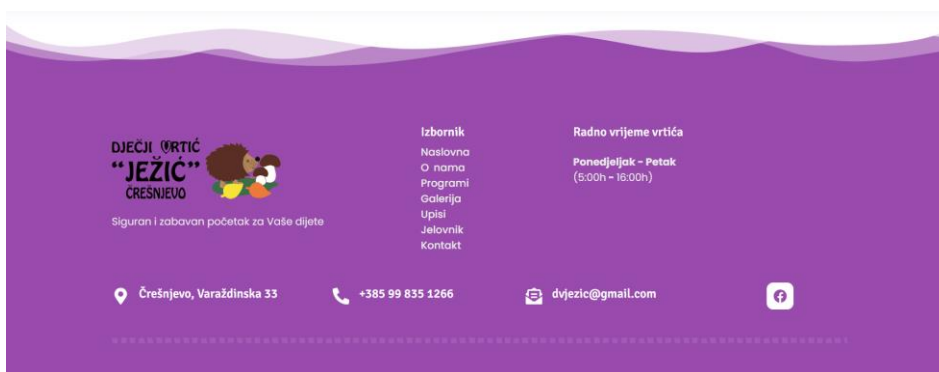 DJEČJI VRTIĆ
“JEŽIĆ”
ČREŠNJEVO
Siguran i zabavan početak za Vaše dijete
Izbornik
Naslovna
O nama
Programi
Galerija
Upisi
Jelovnik
Kontakt
Radno vrijeme vrtića
Ponedjeljak - Petak
(5:00h - 16:00h)
Črešnjevo, Varaždinska 33
+385 99 835 1266
dvjezic@gmail.com